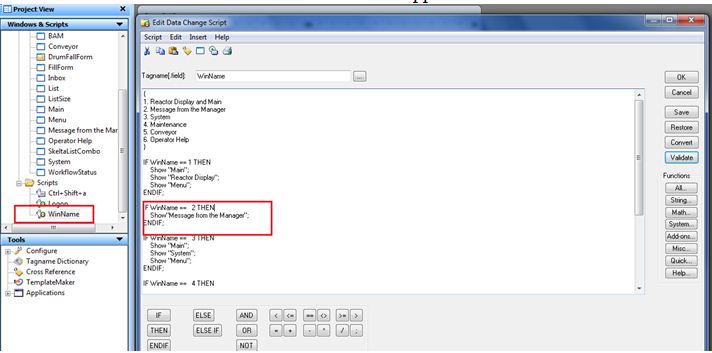 Project View
Windows & Scripts
BAM
Conveyor
DrumFallForm
FillForm
Inbox
List
ListSize
Main
Menu
Message from the Mar
Operator Help
SkeltaListCombo
System
WorkflowStatus
Scripts
Ctrl+Shift+a
Logon
WinName
Tools
Configure
Tagname Dictionary
Cross Reference
TemplateMaker
Applications
Edit Data Change Script
Script Edit Insert Help
Tagname[.field]: WinName ...
{
1. Reactor Display and Main
2. Message from the Manager
3. System
4. Maintenance
5. Conveyor
6. Operator Help
}
IF WinName == 1 THEN
Show "Main";
Show "Reactor Display";
Show "Menu";
ENDIF;
IF WinName == 2 THEN
Show"Message from the Manager";
ENDIF;
IF WinName == 3 THEN
Show "Main";
Show "System";
Show "Menu";
ENDIF;
IF WinName == 4 THEN
OK
Cancel
Save
Restore
Convert
Validate
Functions
All...
String...
Math...
System...
Add-ons...
Misc...
Quick...
Help...
IF ELSE AND < <= == <> >= >
THEN ELSE IF OR = + - * / ;
ENDIF NOT